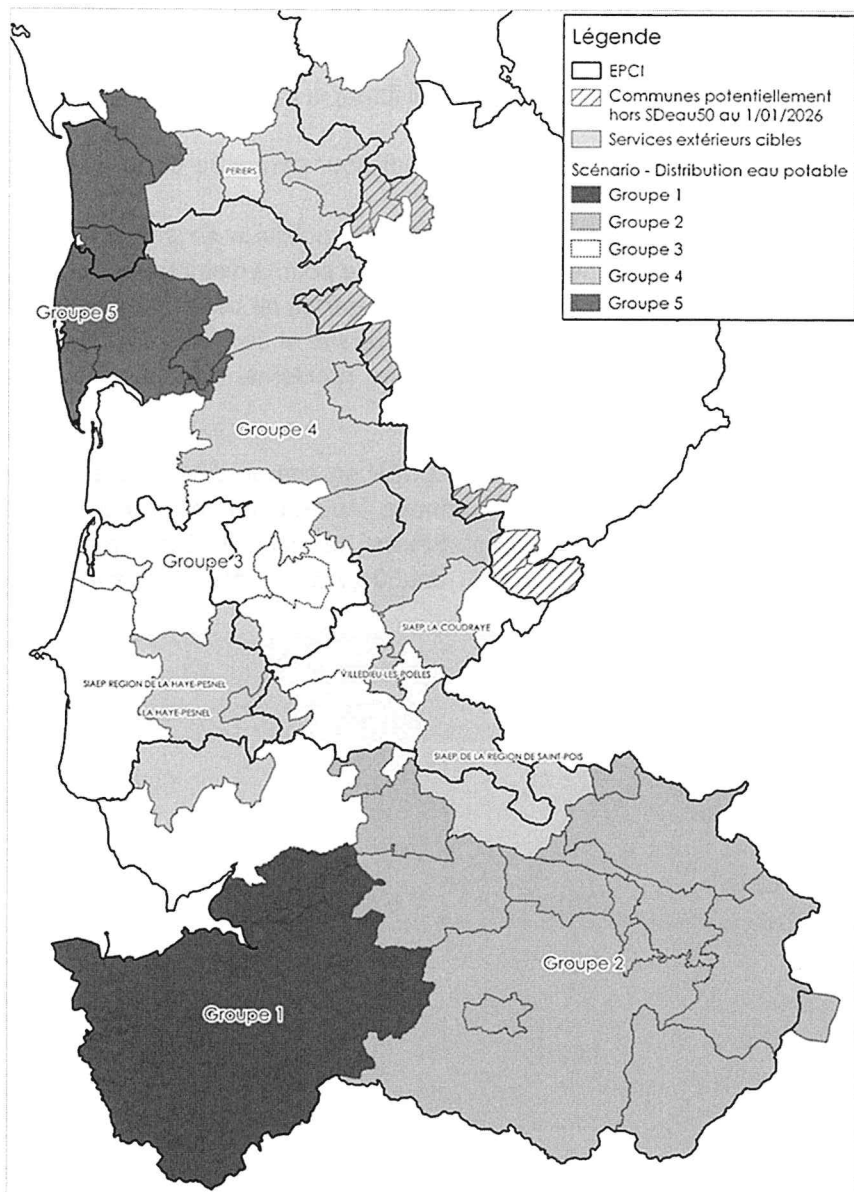 Légende
EPCI
Communes potentiellement
hors SDeau50 au 1/01/2026
Services extérieurs cibles
Scénario - Distribution eau potable
Groupe 1
Groupe 2
Groupe 3
Groupe 4
Groupe 5
PERIERS
Groupe 5
Groupe 4
Groupe 3
SIAEP LA COUDRAYE
VILLEDIEU-LES-POELES
SIAEP REGION DE LA HAYE-PESNEL
LA HAYE-PESNEL
SIAEP DE LA REGION DE SAINT-POIS
Groupe 2
Groupe 1